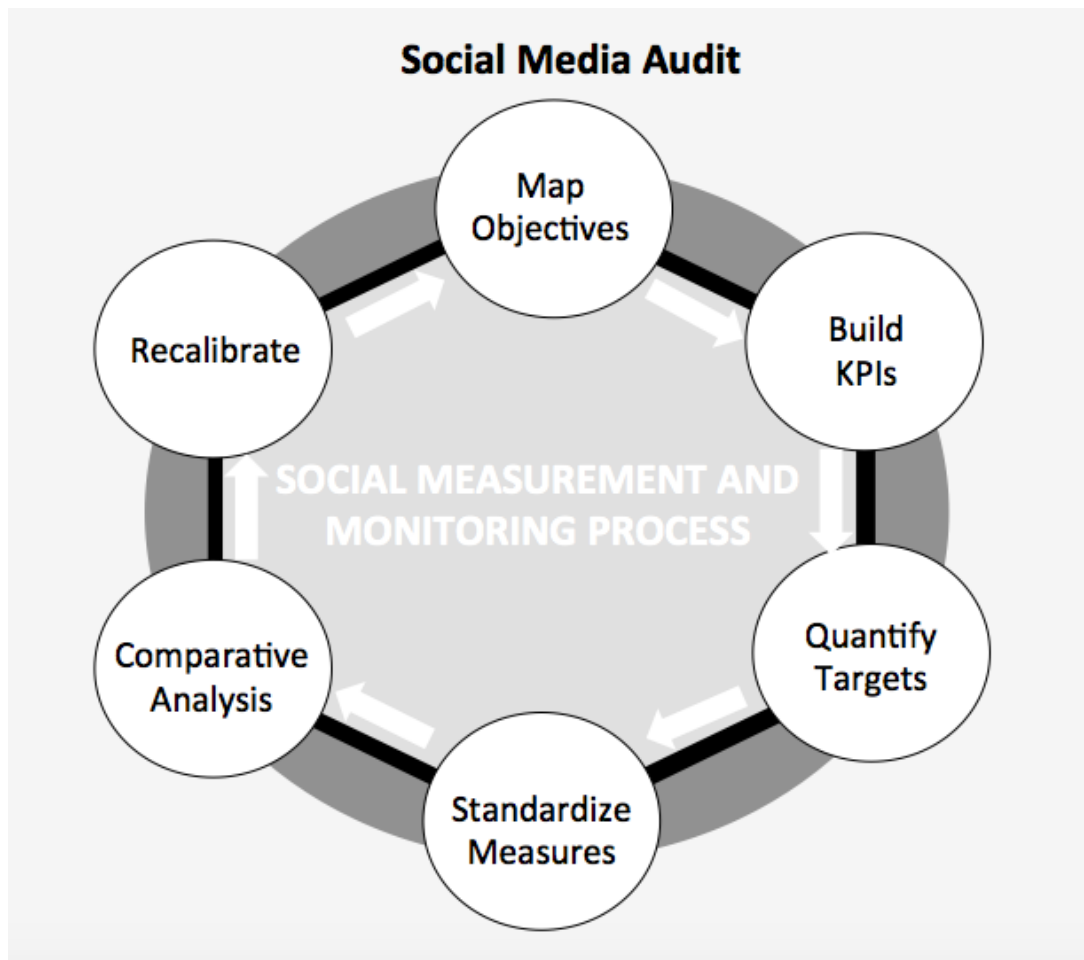 Social Media Audit
Map
Objectives
Build
KPIs
Quantify
Targets
Standardize
Measures
Comparative
Analysis
Recalibrate
SOCIAL MEASUREMENT AND
MONITORING PROCESS